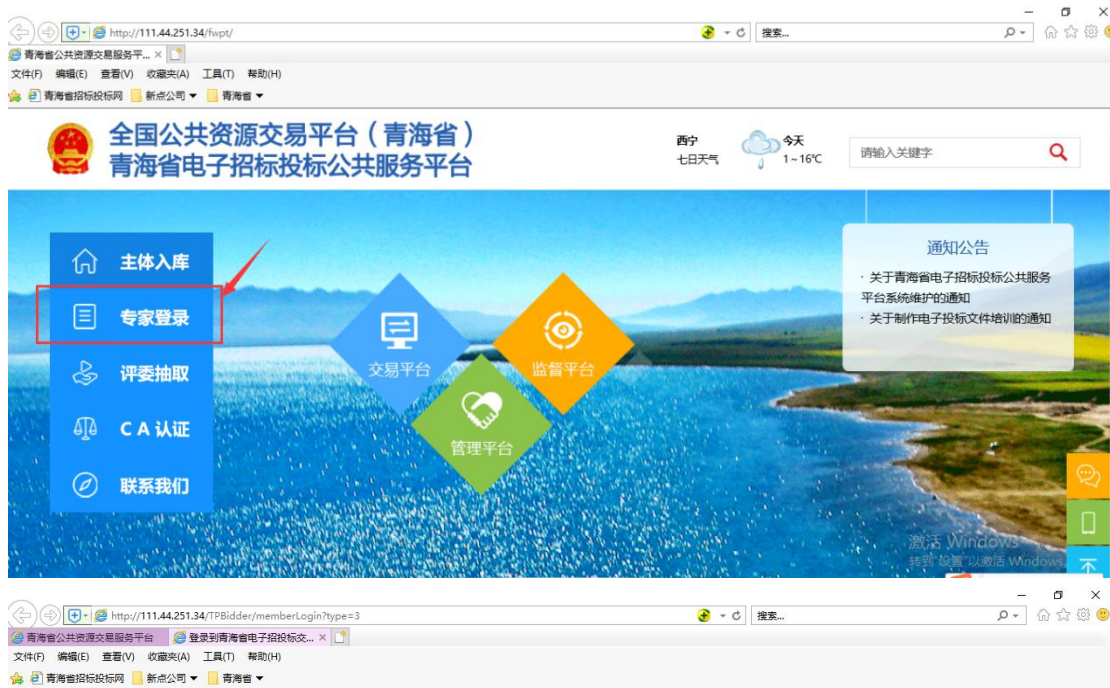 http://111.44.251.34/fwpt/
搜索...
青海省公共资源交易服务平...
文件(F) 编辑(E) 查看(V) 收藏夹(A) 工具(T) 帮助(H)
青海省招标投标网 新点公司 青海省
全国公共资源交易平台（青海省）
青海省电子招标投标公共服务平台
西宁
七日天气
今天
1~16℃
请输入关键字
主体入库
专家登录
评委抽取
C A 认证
联系我们
交易平台
监督平台
管理平台
通知公告
· 关于青海省电子招标投标公共服务
平台系统维护的通知
· 关于制作电子投标文件培训的通知
激活 Windows
转到"设置"以激活 Windows。
http://111.44.251.34/TPBidder/memberLogin?type=3
搜索...
青海省公共资源交易服务平台 登录到青海省电子招投标交...
文件(F) 编辑(E) 查看(V) 收藏夹(A) 工具(T) 帮助(H)
青海省招标投标网 新点公司 青海省